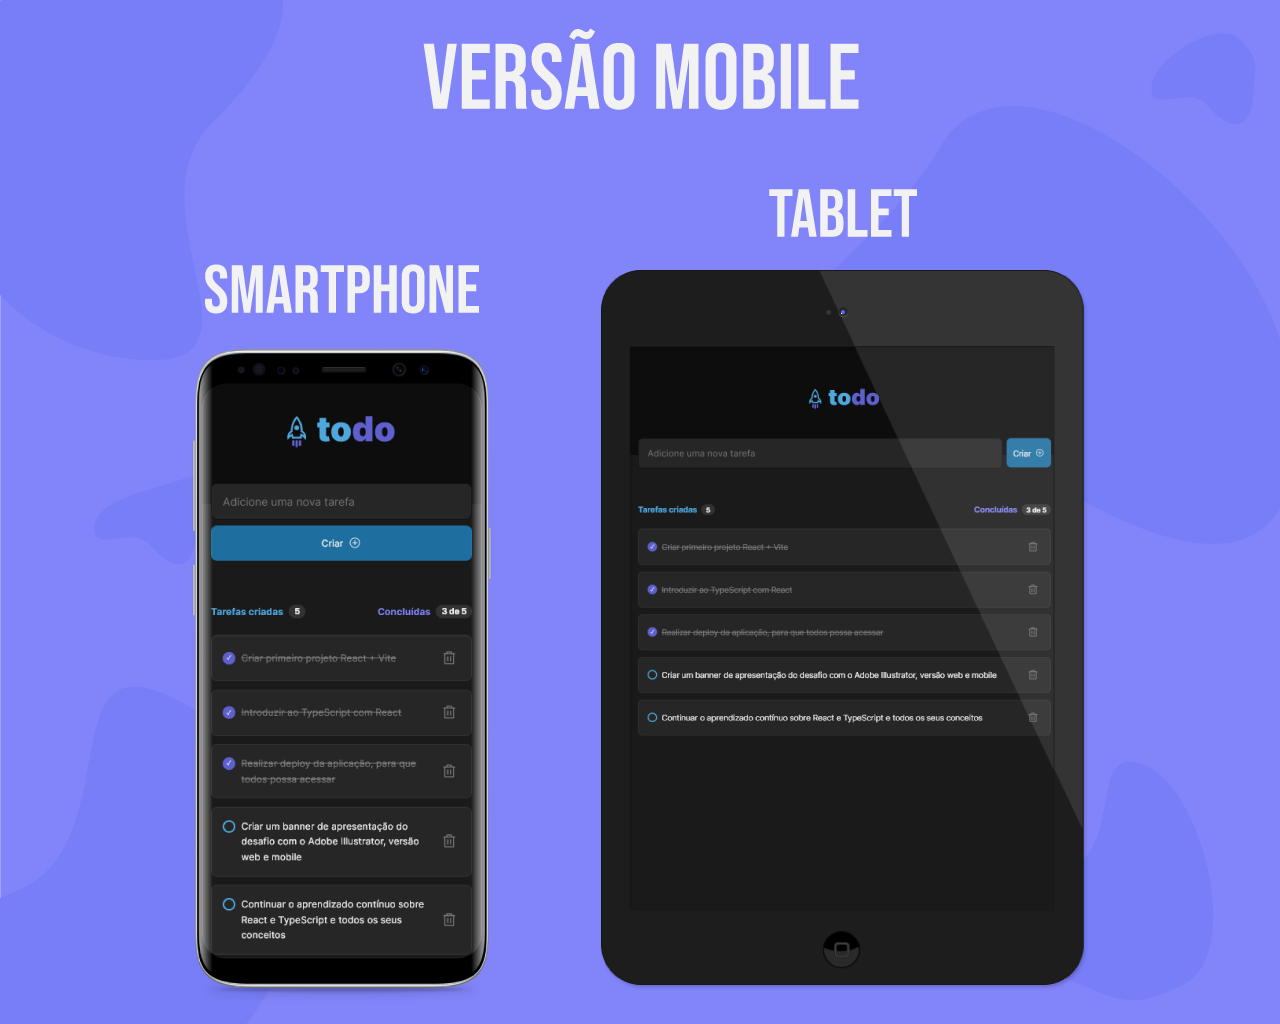 VERSÃO MOBILE
SMARTPHONE
todo
Adicione uma nova tarefa
Criar
Tarefas criadas 5
Concluídas 3 de 5
Criar primeiro projeto React + Vite
Introduzir ao TypeScript com React
Realizar deploy da aplicação, para que
todos possa acessar
Criar um banner de apresentação do
desafio com o Adobe Illustrator, versão
web e mobile
Continuar o aprendizado contínuo sobre
React e TypeScript e todos os seus
conceitos
TABLET
todo
Adicione uma nova tarefa
Criar
Tarefas criadas 5
Concluídas 3 de 5
Criar primeiro projeto React + Vite
Introduzir ao TypeScript com React
Realizar deploy da aplicação, para que todos possa acessar
Criar um banner de apresentação do desafio com o Adobe Illustrator, versão web e mobile
Continuar o aprendizado contínuo sobre React e TypeScript e todos os seus conceitos